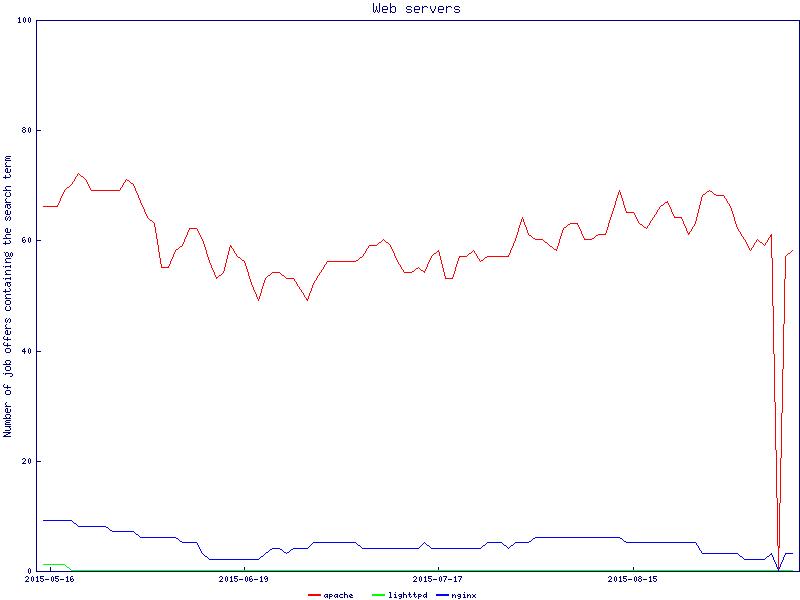 Web servers
Number of job offers containing the search term
100
80
60
40
20
0
2015-05-16 2015-06-19 2015-07-17 2015-08-15
apache lighttpd nginx